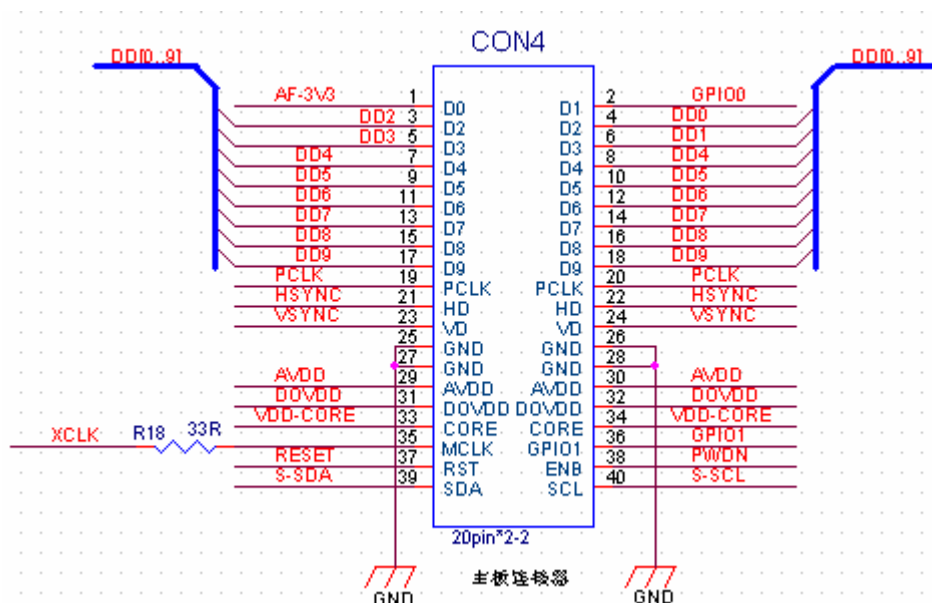 CON4
DD[0..9] DD[0..9]
AF-3V3 1 D0 D1 2 GPIO0
DD2 3 D2 D2 4 DD0
DD3 5 D3 D3 6 DD1
DD4 7 D4 D4 8 DD4
DD5 9 D5 D5 10 DD5
DD6 11 D6 D6 12 DD6
DD7 13 D7 D7 14 DD7
DD8 15 D8 D8 16 DD8
DD9 17 D9 D9 18 DD9
PCLK 19 PCLK PCLK 20 PCLK
HSYNC 21 HD HD 22 HSYNC
VSYNC 23 VD VD 24 VSYNC
25 GND GND 26
27 GND GND 28
AVDD 29 AVDD AVDD 30 AVDD
DOVDD 31 DOVDD DOVDD 32 DOVDD
VDD-CORE 33 CORE CORE 34 VDD-CORE
XCLK R18 33R 35 MCLK GPIO1 36 GPIO1
RESET 37 RST ENB 38 PWDN
S-SDA 39 SDA SCL 40 S-SCL
20pin*2-2
主板连接器
GND GND